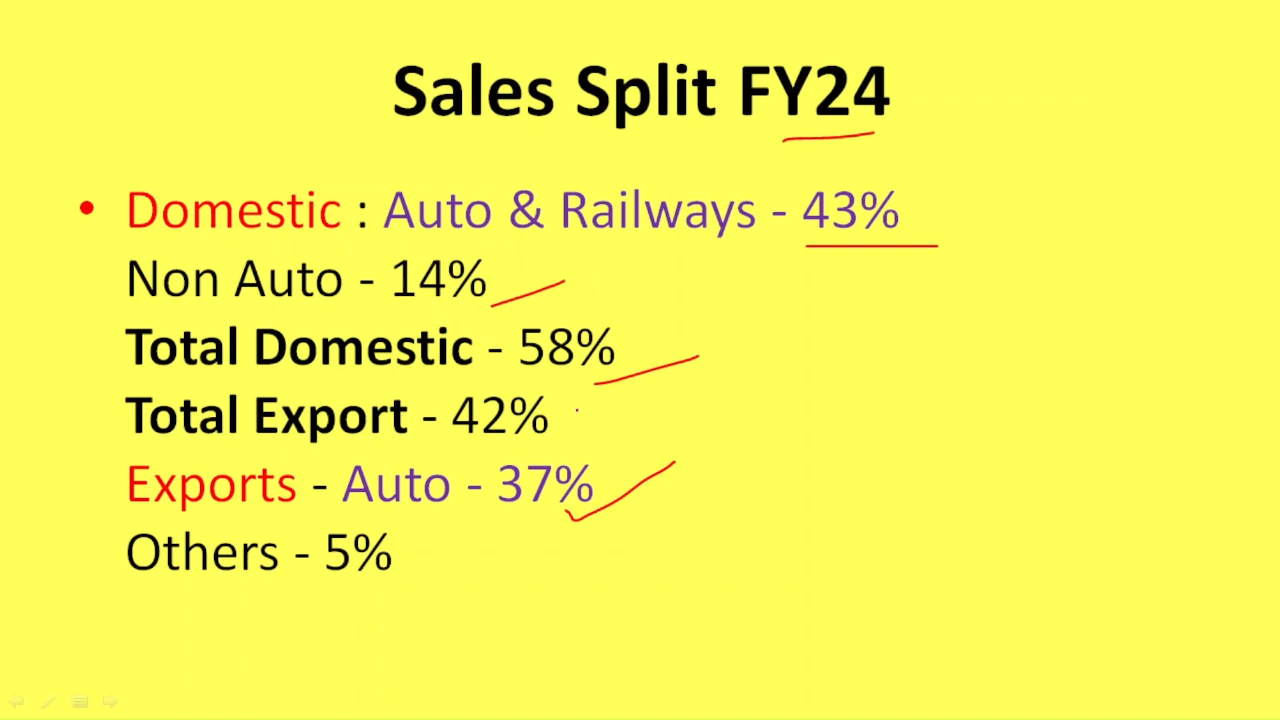 Sales Split FY24
• Domestic : Auto & Railways - 43%
Non Auto - 14%
Total Domestic - 58%
Total Export - 42%
Exports - Auto - 37%
Others - 5%